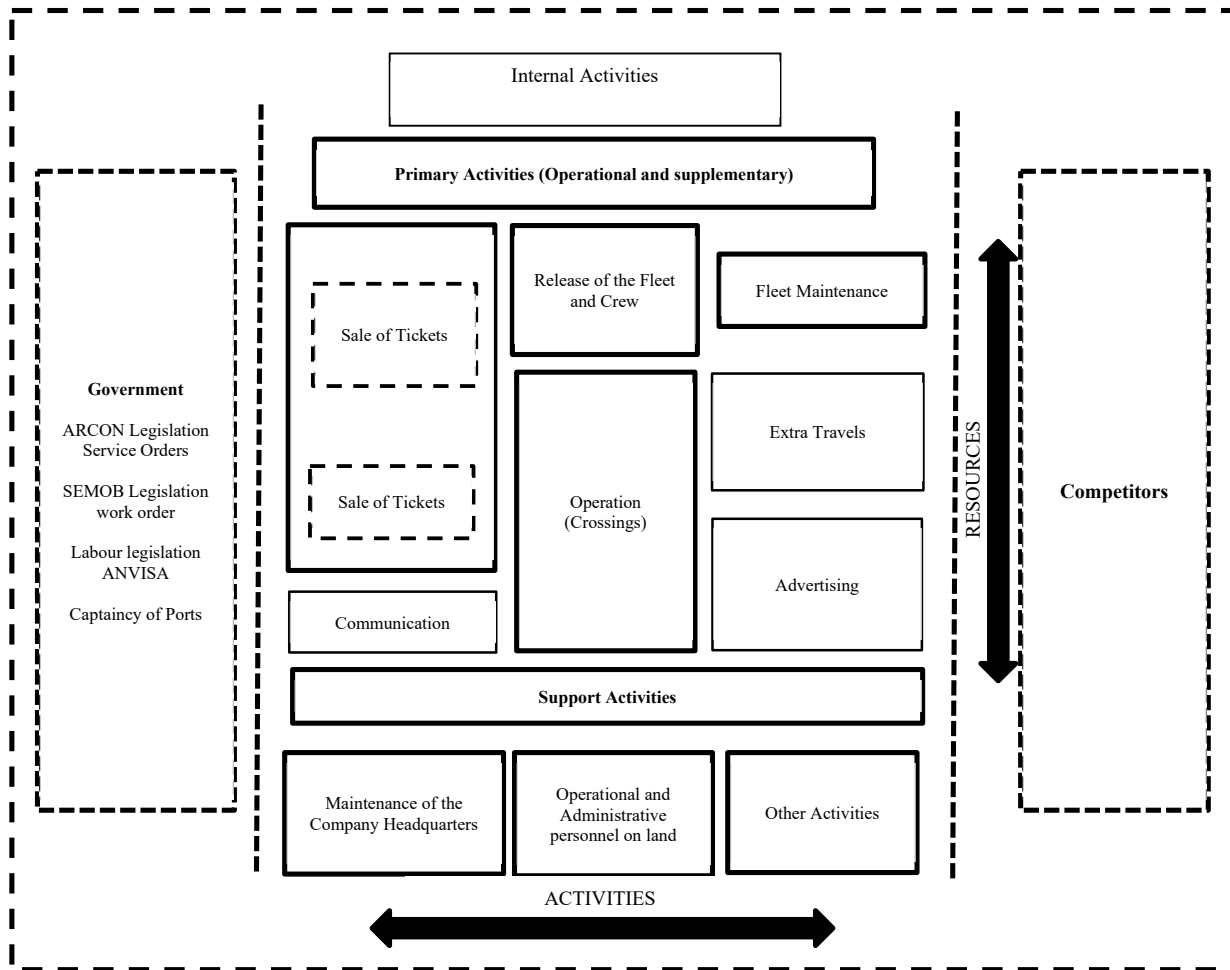 Internal Activities
Primary Activities (Operational and supplementary)
Government
ARCON Legislation
Service Orders
SEMOB Legislation
work order
Labour legislation
ANVISA
Captaincy of Ports
Sale of Tickets
Sale of Tickets
Communication
Release of the Fleet
and Crew
Operation
(Crossings)
Fleet Maintenance
Extra Travels
Advertising
RESOURCES
Competitors
Support Activities
Maintenance of the
Company Headquarters
Operational and
Administrative
personnel on land
Other Activities
ACTIVITIES